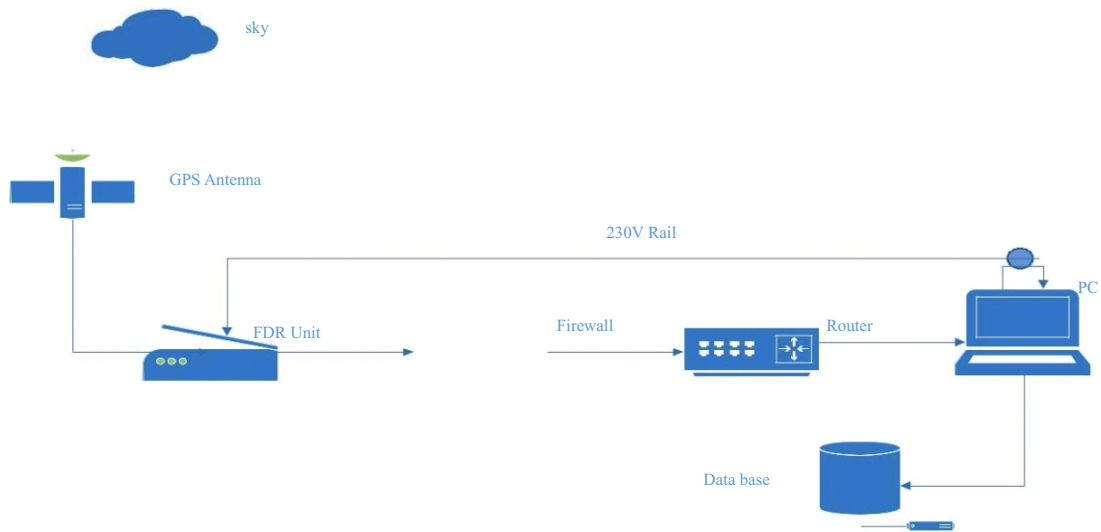 sky
GPS Antenna
230V Rail
PC
FDR Unit
Firewall
Router
Data base